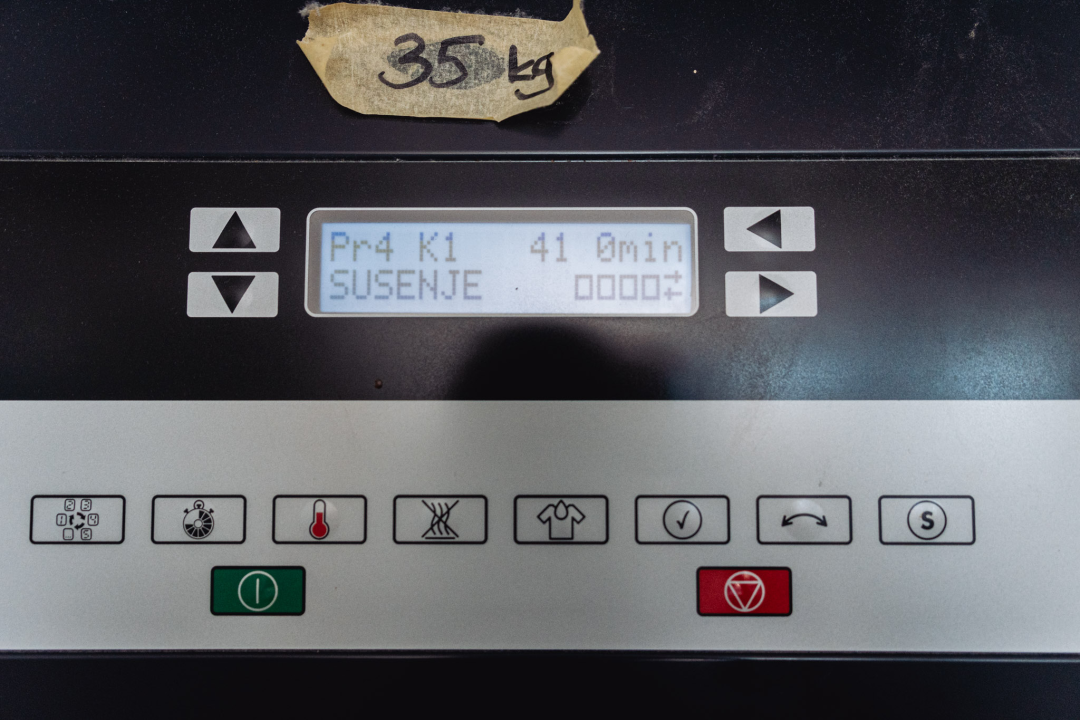 35 kg
Pr4 K1 41 0min
SUSENJE
S